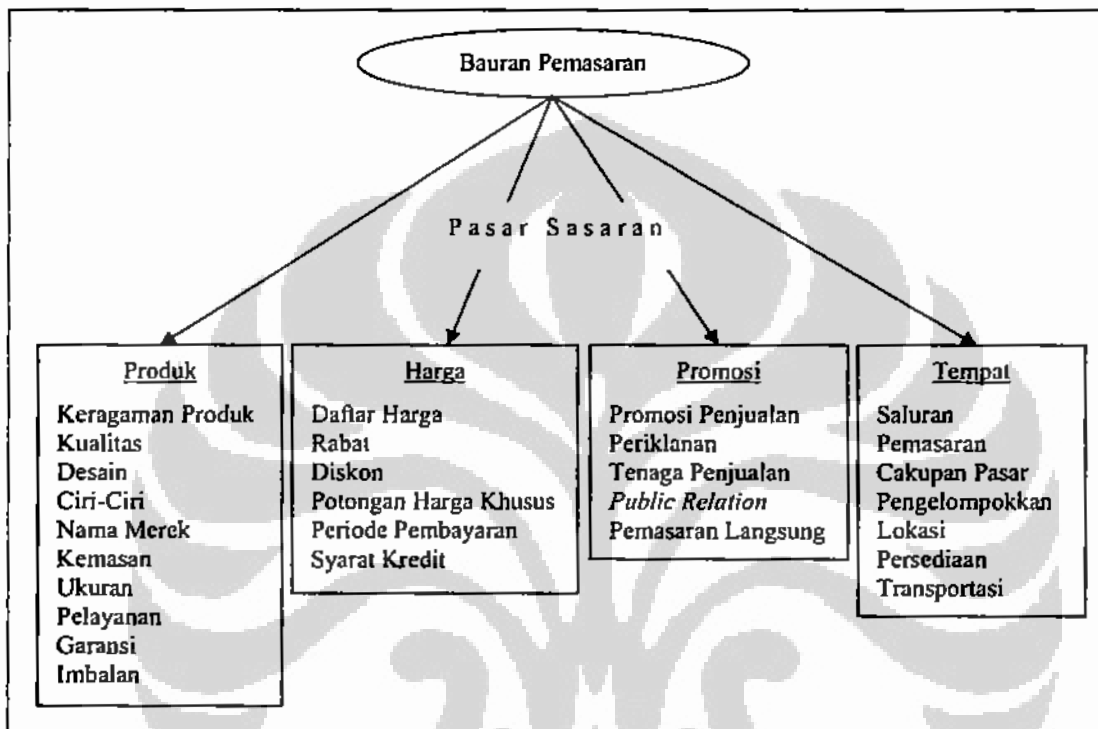 Bauran Pemasaran
Pasar Sasaran
Produk
Keragaman Produk
Kualitas
Desain
Ciri-Ciri
Nama Merek
Kemasan
Ukuran
Pelayanan
Garansi
Imbalan
Harga
Daftar Harga
Rabat
Diskon
Potongan Harga Khusus
Periode Pembayaran
Syarat Kredit
Promosi
Promosi Penjualan
Periklanan
Tenaga Penjualan
Public Relation
Pemasaran Langsung
Tempat
Saluran
Pemasaran
Cakupan Pasar
Pengelompokkan
Lokasi
Persediaan
Transportasi